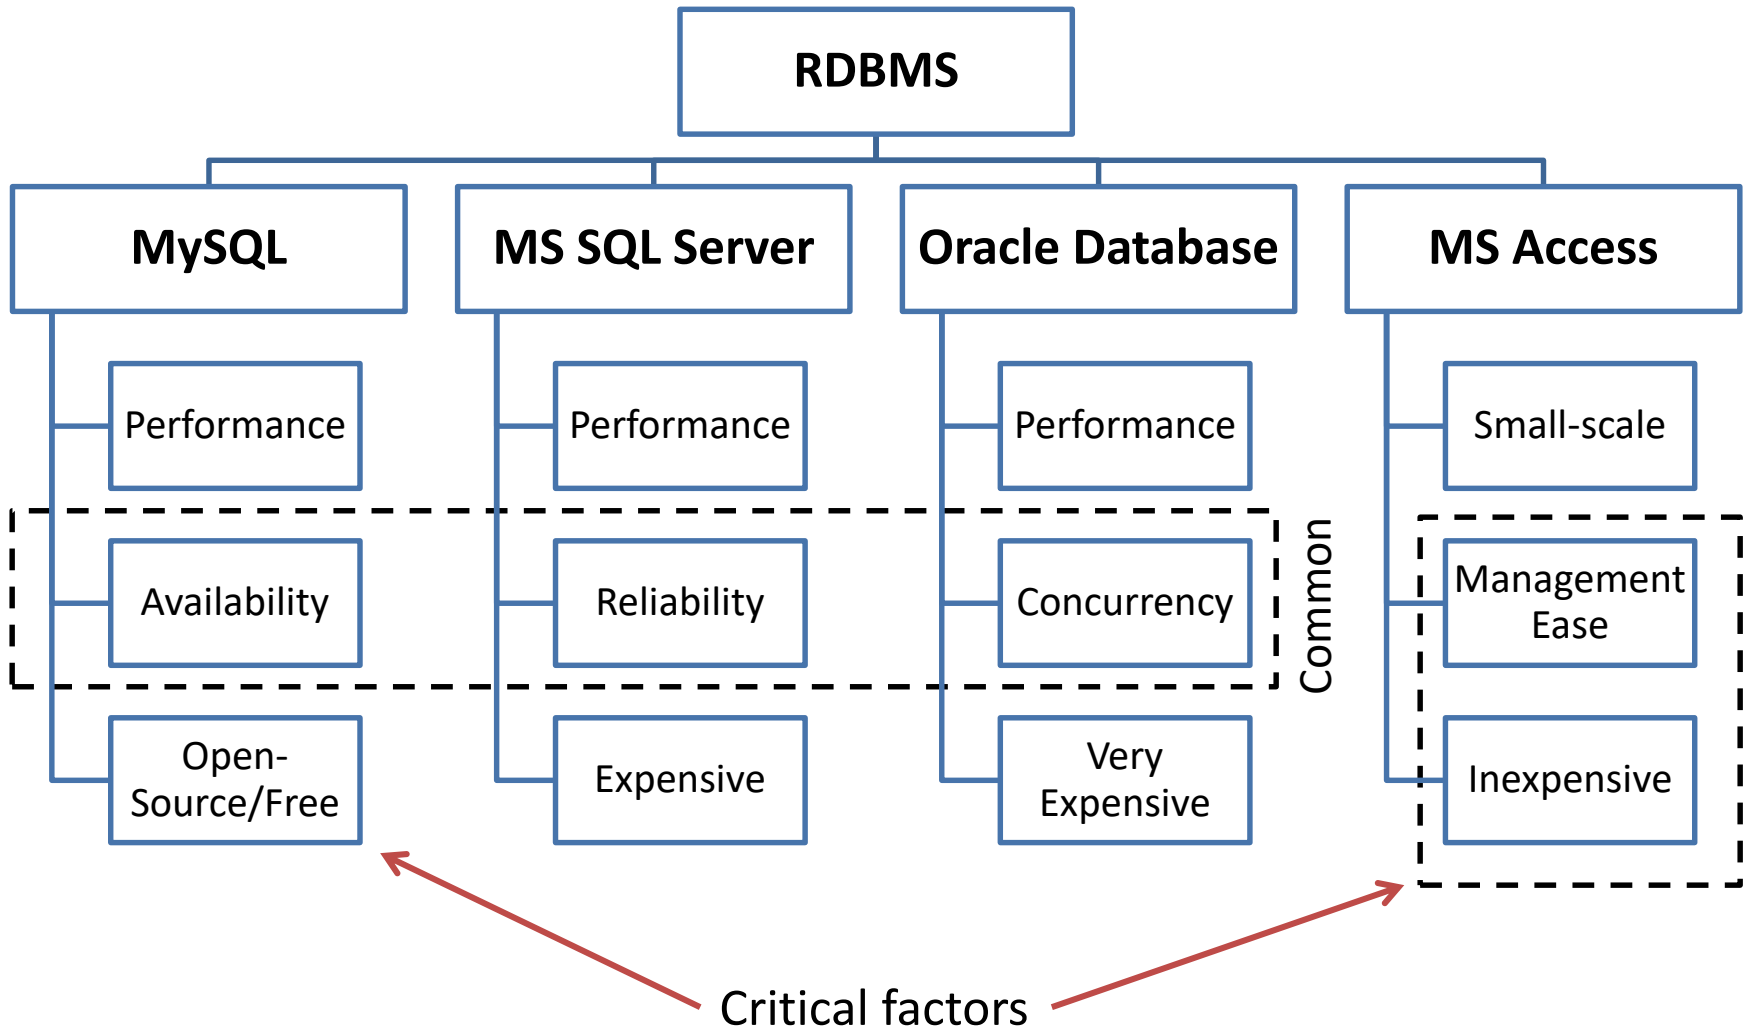 RDBMS
MySQL
MS SQL Server
Oracle Database
MS Access
Performance
Performance
Performance
Small-scale
Availability
Reliability
Concurrency
Common
Management
Ease
Open-
Source/Free
Expensive
Very
Expensive
Inexpensive
Critical factors